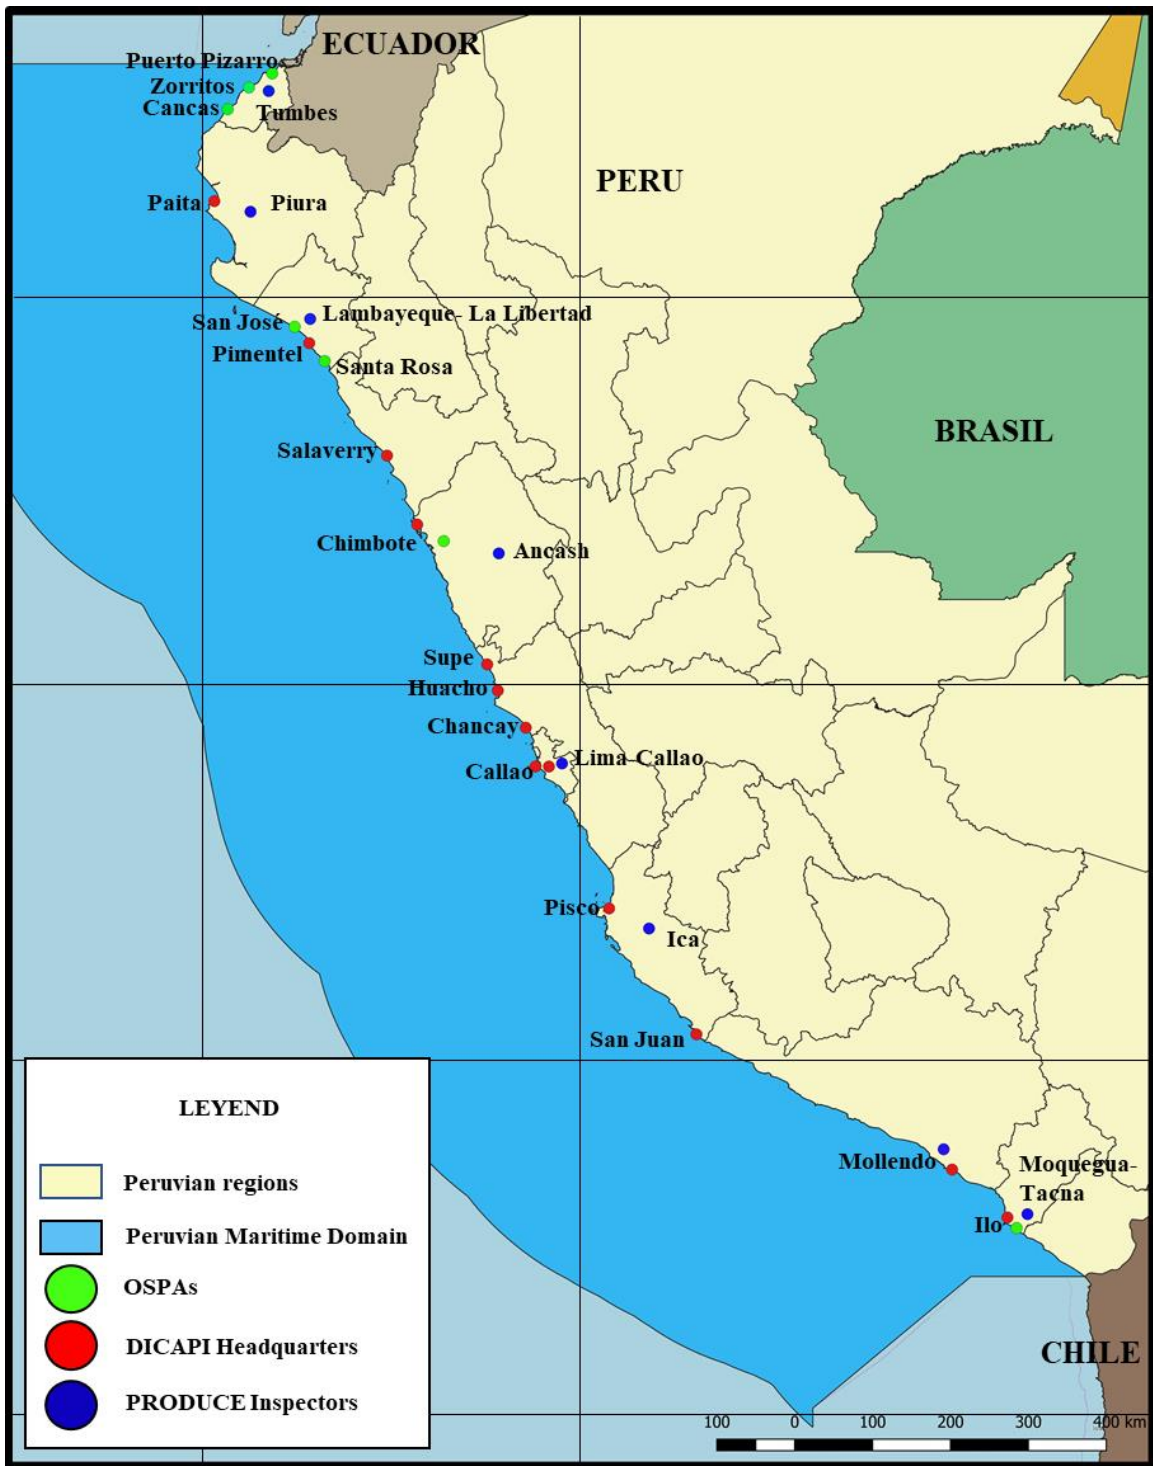 ECUADOR
Puerto Pizarro
Zorritos
Cancas
Tumbes
PERU
Paita
Piura
San José
Lambayeque- La Libertad
Pimentel
Santa Rosa
BRASIL
Salaverry
Chimbote
Ancash
Supe
Huacho
Chancay
Lima-Callao
Callao
Pisco
Ica
San Juan
Mollendo
Moquegua-
Tacna
Ilo
CHILE
LEYEND
Peruvian regions
Peruvian Maritime Domain
OSPAs
DICAPI Headquarters
PRODUCE Inspectors
100 0 100 200 300 400 km